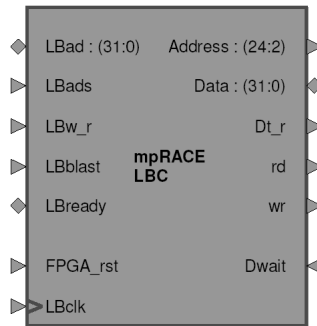 LBad : (31:0) Address : (24:2)
LBads Data : (31:0)
LBw_r Dt_r
mpRACE
LBblast rd
LBC
LBready wr
FPGA_rst Dwait
LBclk